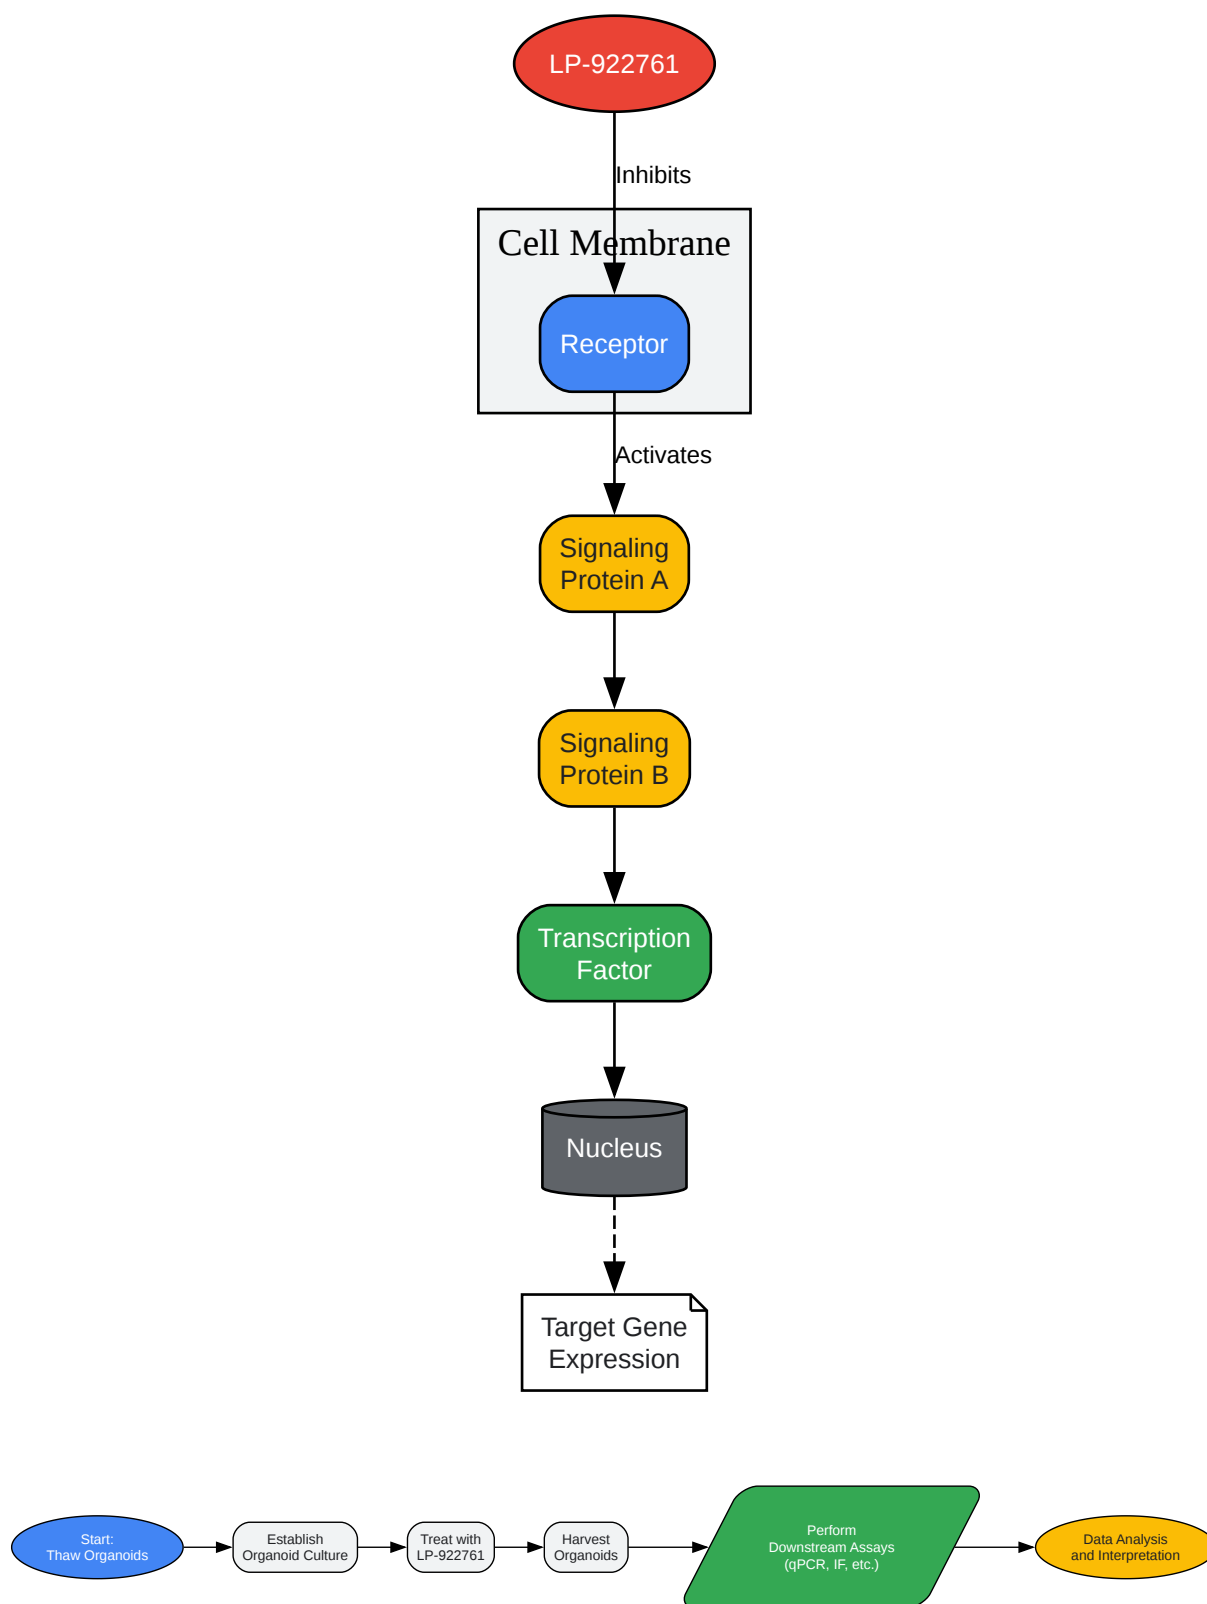 LP-922761
Inhibits
Cell Membrane
Receptor
Activates
Signaling
Protein A
Signaling
Protein B
Transcription
Factor
Nucleus
Target Gene
Expression
Start:
Thaw Organoids
Establish
Organoid Culture
Treat with
LP-922761
Harvest
Organoids
Perform
Downstream Assays
(qPCR, IF, etc.)
Data Analysis
and Interpretation